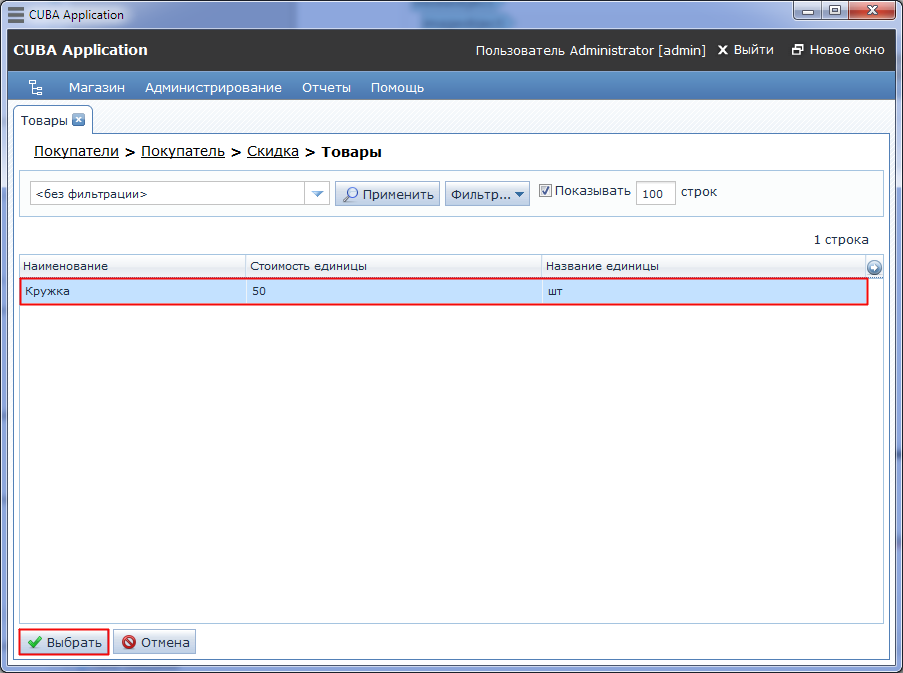 CUBA Application
CUBA Application Пользователь Administrator [admin] Выйти Новое окно
Магазин Администрирование Отчеты Помощь
Товары
Покупатели > Покупатель > Скидка > Товары
<без фильтрации> Применить Фильтр... Показывать 100 строк
1 строка
Наименование Стоимость единицы Название единицы
Кружка 50 шт
Выбрать Отмена